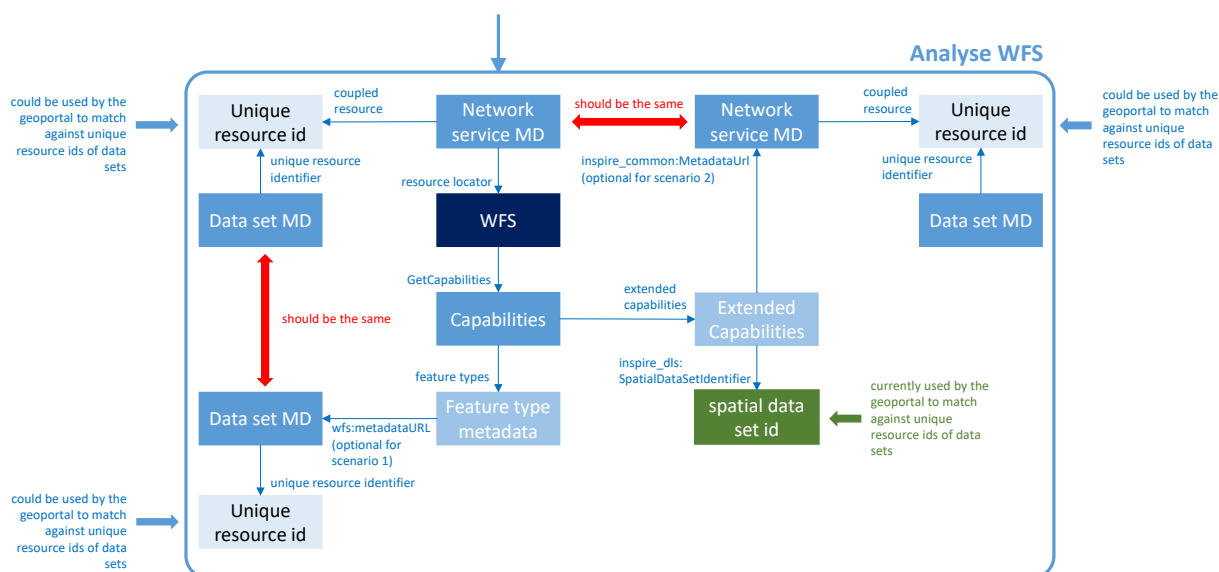 Analyse WFS
could be used by the
geoportal to match
against unique
resource ids of data
sets
Unique
resource id
coupled
resource
Network
service MD
should be the same
Network
service MD
coupled
resource
Unique
resource id
could be used by the
geoportal to match
against unique
resource ids of data
sets
unique resource
identifier
resource locator
inspire_common:MetadataUrl
(optional for scenario 2)
unique resource
identifier
Data set MD
WFS
Data set MD
GetCapabilities
should be the same
Capabilities
extended
capabilities
Extended
Capabilities
feature types
inspire_dls:
SpatialDataSetIdentifier
Data set MD
wfs:metadataURL
(optional for
scenario 1)
Feature type
metadata
spatial data
set id
currently used by the
geoportal to match
against unique
resource ids of data
sets
unique resource identifier
could be used by the
geoportal to match
against unique
resource ids of data
sets
Unique
resource id